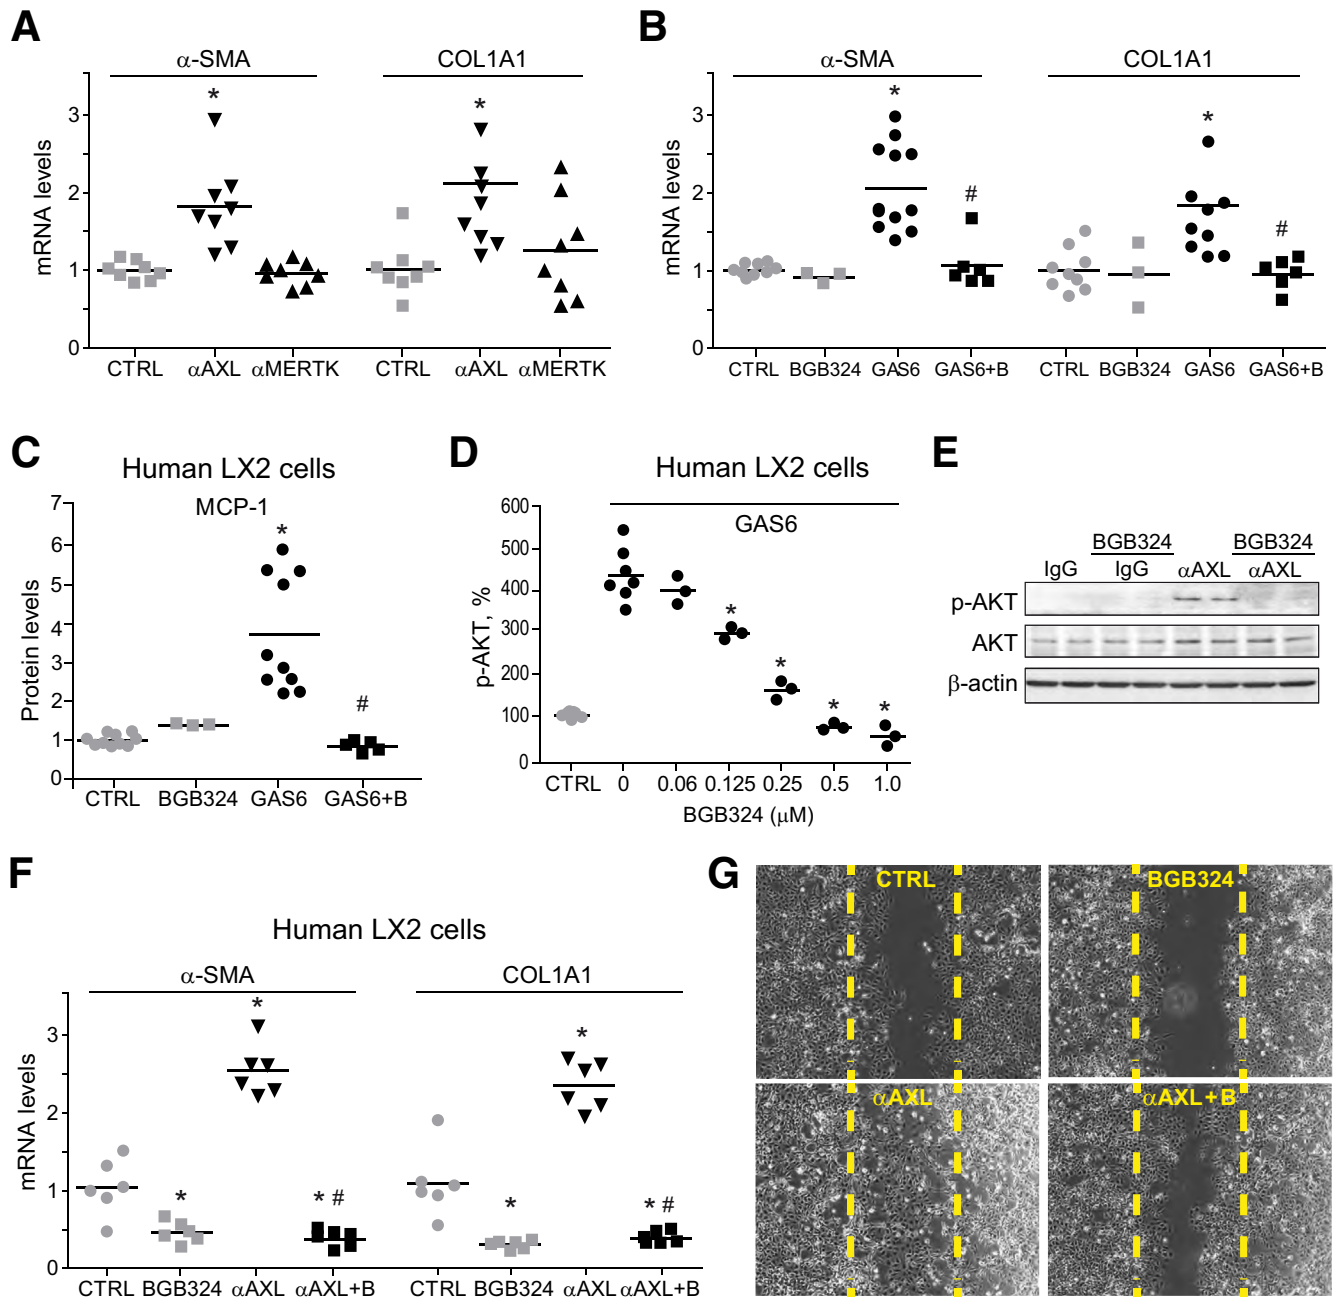 A
α-SMA
COL1A1
*
*
mRNA levels
3
2
1
0
CTRL
αAXL
αMERTK
CTRL
αAXL
αMERTK
B
α-SMA
COL1A1
*
#
*
#
mRNA levels
3
2
1
0
CTRL
BGB324
GAS6
GAS6+B
CTRL
BGB324
GAS6
GAS6+B
C
Human LX2 cells
MCP-1
*
#
Protein levels
7
6
5
4
3
2
1
0
CTRL
BGB324
GAS6
GAS6+B
D
Human LX2 cells
GAS6
p-AKT, %
600
500
400
300
200
100
0
*
*
*
*
CTRL
0
0.06
0.125
0.25
0.5
1.0
BGB324 (μM)
E
BGB324
BGB324
IgG
IgG
αAXL
αAXL
p-AKT
AKT
β-actin
F
Human LX2 cells
α-SMA
COL1A1
mRNA levels
3
2
1
0
*
*
* #
*
*
* #
CTRL
BGB324
αAXL
αAXL+B
CTRL
BGB324
αAXL
αAXL+B
G
CTRL
BGB324
αAXL
αAXL+B